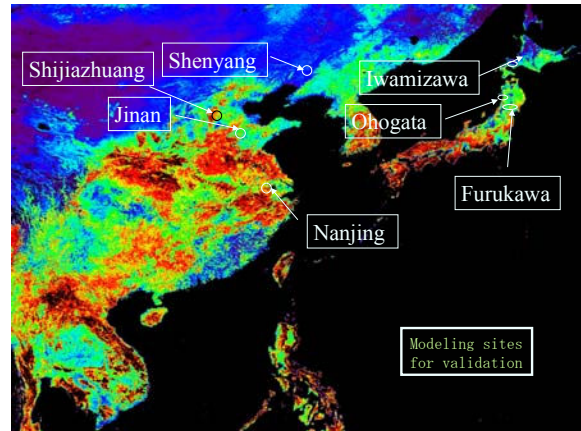 Shenyang
Shijiazhuang
Iwamizawa
Jinan
Ohogata
Furukawa
Nanjing
Modeling sites
for validation